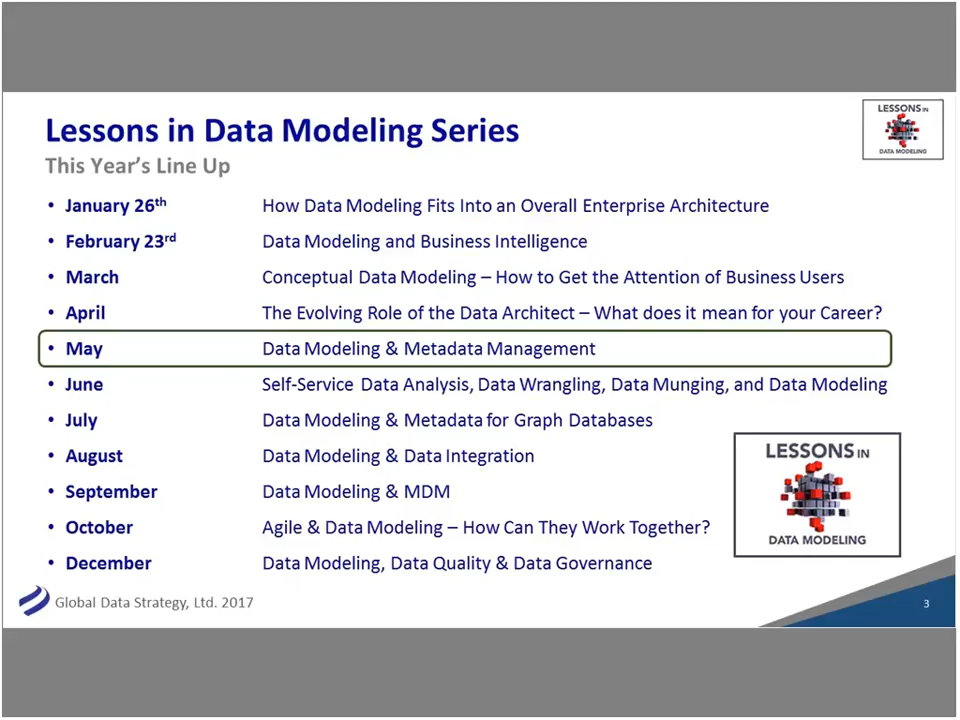 Lessons in Data Modeling Series
This Year's Line Up
LESSONS IN
DATA MODELING
• January 26th How Data Modeling Fits Into an Overall Enterprise Architecture
• February 23rd Data Modeling and Business Intelligence
• March Conceptual Data Modeling – How to Get the Attention of Business Users
• April The Evolving Role of the Data Architect – What does it mean for your Career?
• May Data Modeling & Metadata Management
• June Self-Service Data Analysis, Data Wrangling, Data Munging, and Data Modeling
• July Data Modeling & Metadata for Graph Databases
• August Data Modeling & Data Integration
• September Data Modeling & MDM
• October Agile & Data Modeling – How Can They Work Together?
• December Data Modeling, Data Quality & Data Governance
LESSONS IN
DATA MODELING
Global Data Strategy, Ltd. 2017
3